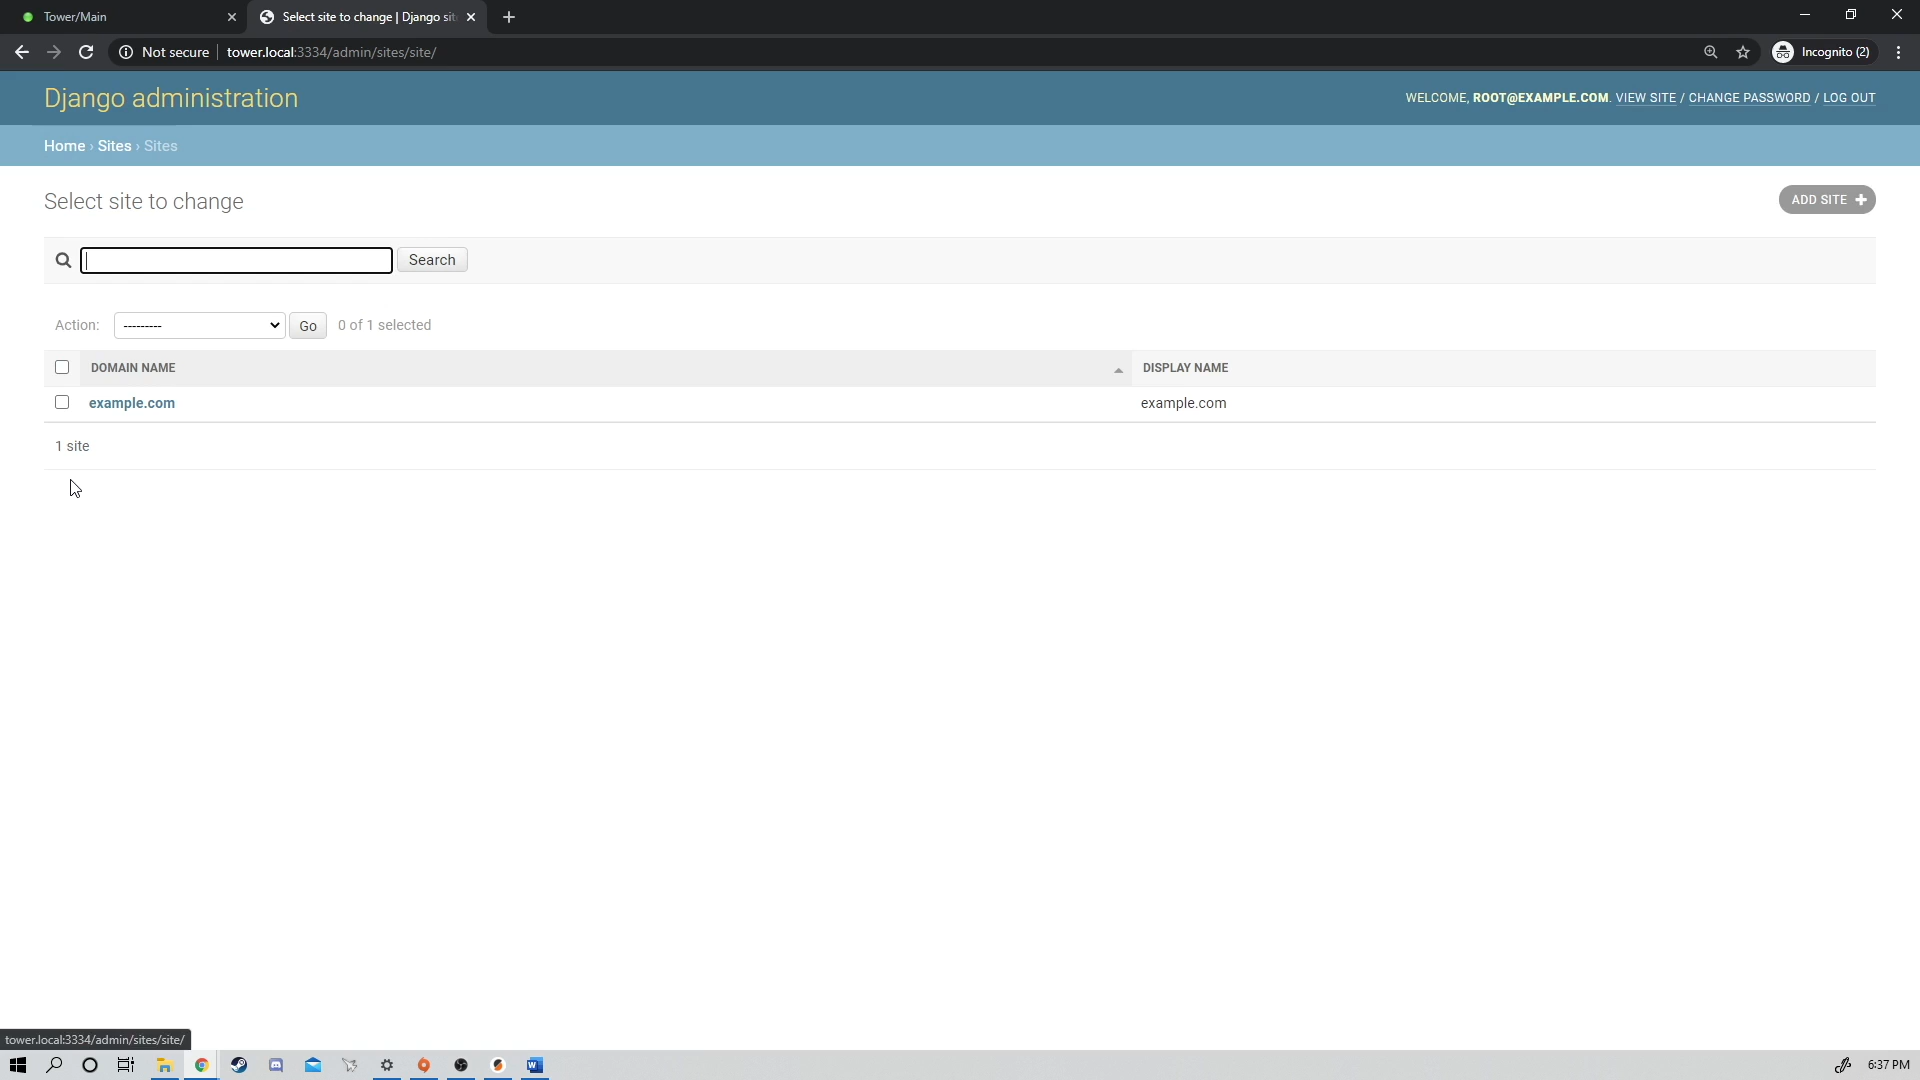 Tower/Main
Select site to change | Django sit
Not secure
tower.local:3334/admin/sites/site/
Incognito (2)
Django administration
WELCOME, ROOT@EXAMPLE.COM. VIEW SITE / CHANGE PASSWORD / LOG OUT
Home › Sites › Sites
Select site to change
ADD SITE +
Search
Action:
---------
Go
0 of 1 selected
DOMAIN NAME
DISPLAY NAME
example.com
example.com
1 site
tower.local:3334/admin/sites/site/
6:37 PM